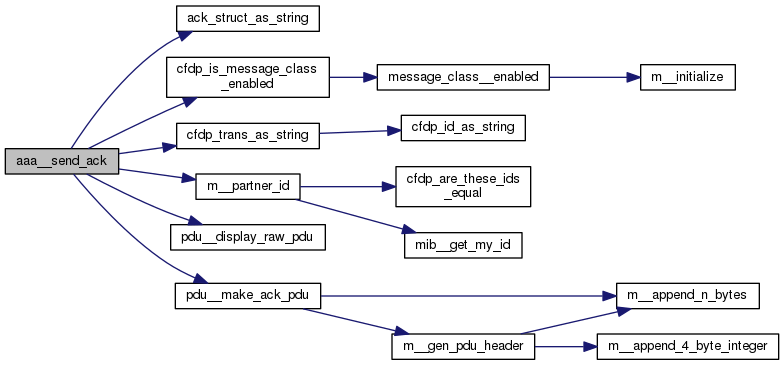 ack_struct_as_string
cfdp_is_message_class
_enabled
message_class__enabled
m__initialize
cfdp_trans_as_string
cfdp_id_as_string
aaa__send_ack
m__partner_id
cfdp_are_these_ids
_equal
pdu__display_raw_pdu
mib__get_my_id
pdu__make_ack_pdu
m__append_n_bytes
m__gen_pdu_header
m__append_4_byte_integer